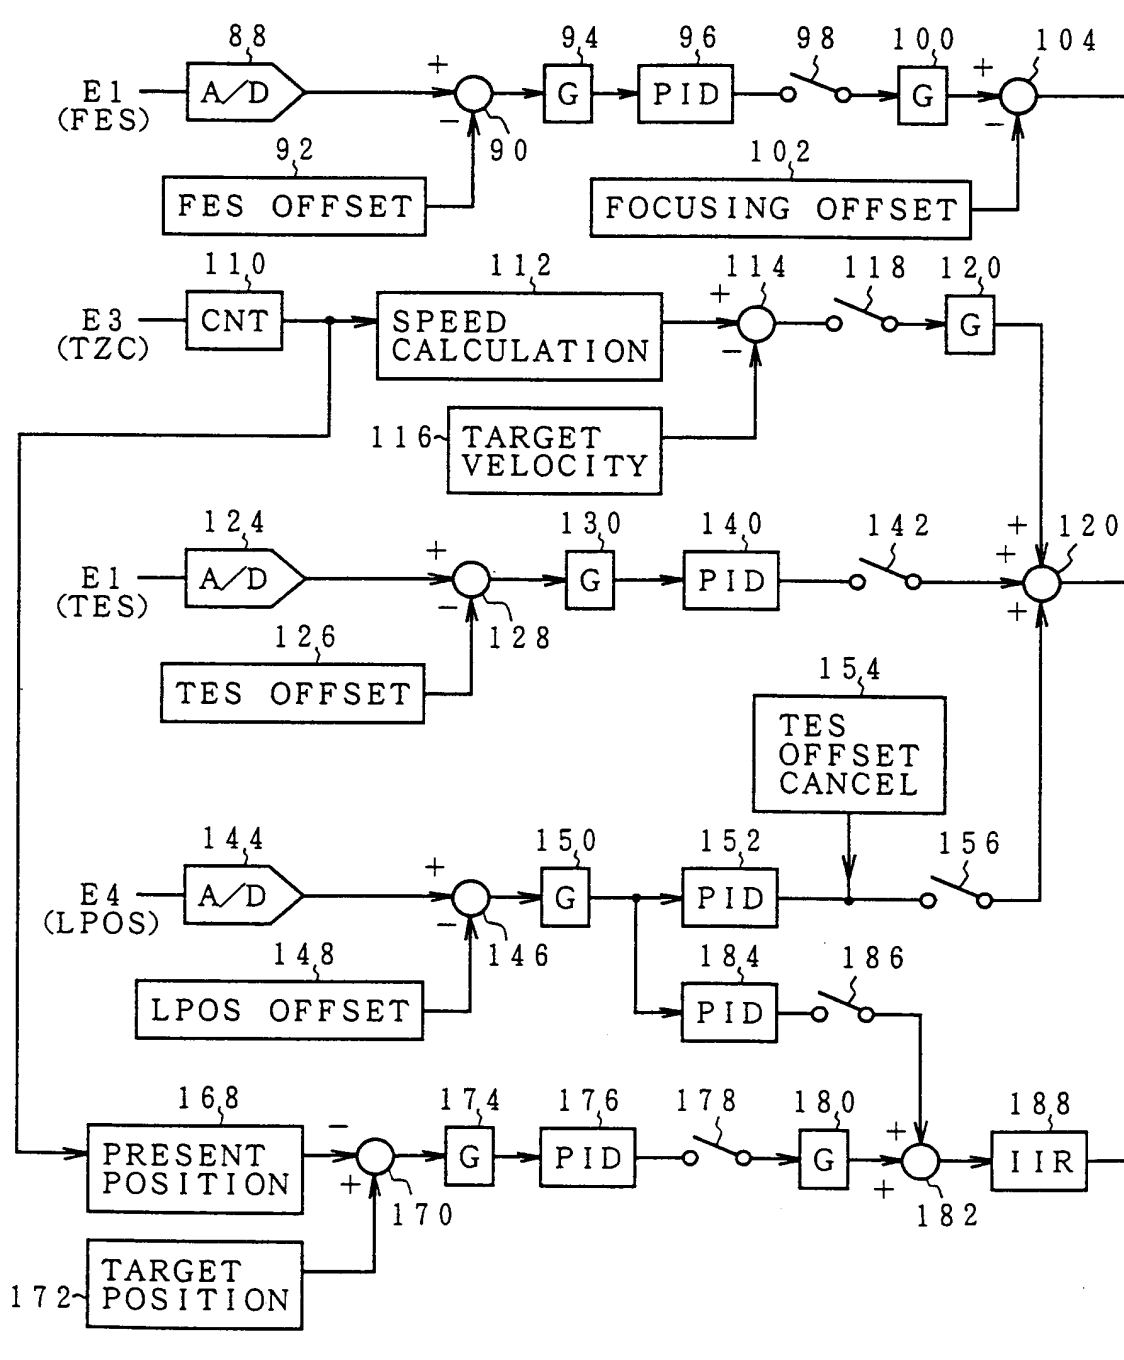 88
94
96
98
100
104
+
+
E1
A/D
G
PID
G
(FES)
−
−
92
90
102
FES OFFSET
FOCUSING OFFSET
110
112
114
118
120
+
E3
CNT
SPEED
G
(TZC)
CALCULATION
−
116
TARGET
VELOCITY
124
130
140
142
120
+
+
+
E1
A/D
G
PID
(TES)
−
+
126
128
TES OFFSET
154
TES
OFFSET
CANCEL
144
150
152
156
+
E4
A/D
G
PID
(LPOS)
−
148
146
184
186
LPOS OFFSET
PID
168
174
176
178
180
188
−
+
PRESENT
G
PID
G
IIR
POSITION
+
+
170
182
172
TARGET
POSITION